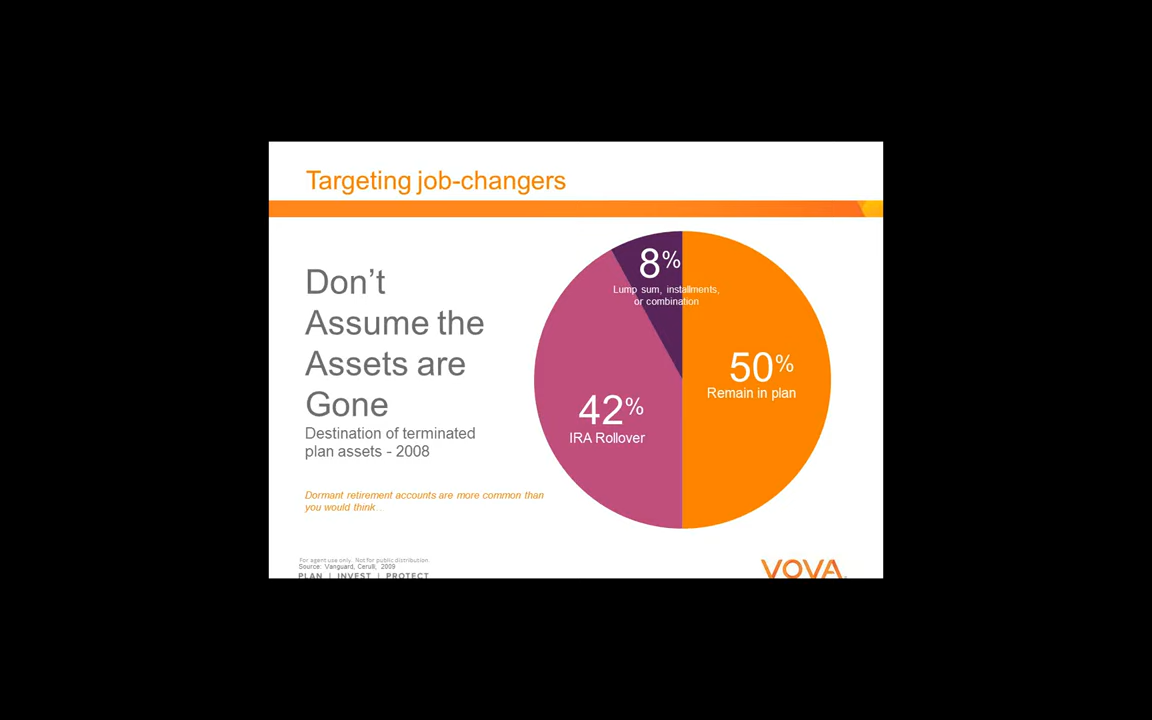 Targeting job-changers
Don’t
Assume the
Assets are
Gone
Destination of terminated
plan assets - 2008
Dormant retirement accounts are more common than
you would think...
8%
Lump sum, installments,
or combination
50%
Remain in plan
42%
IRA Rollover
For agent use only. Not for public distribution.
Source: Vanguard, Cerulli, 2009
PLAN | INVEST | PROTECT
VOYA